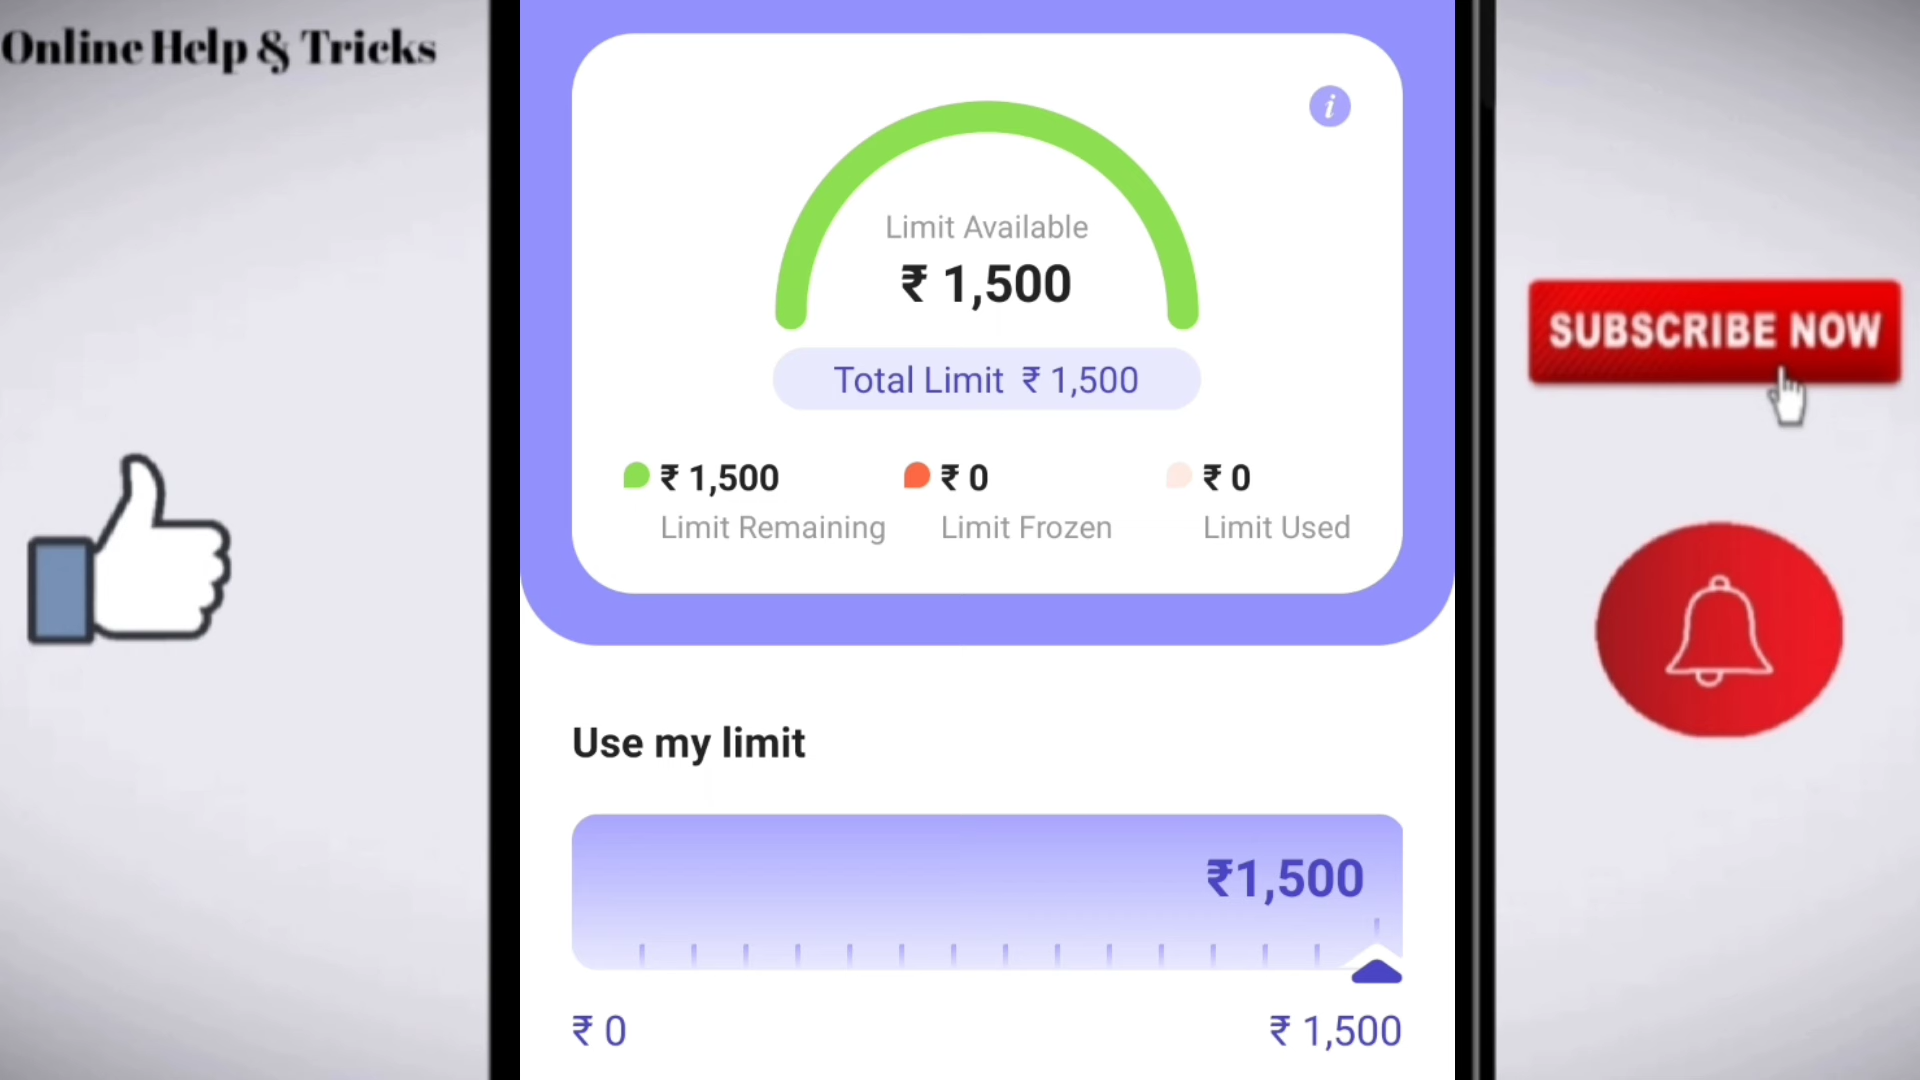 Online Help & Tricks
i
Limit Available
₹ 1,500
Total Limit ₹ 1,500
₹ 1,500
Limit Remaining
₹ 0
Limit Frozen
₹ 0
Limit Used
Use my limit
₹1,500
₹ 0
₹ 1,500
SUBSCRIBE NOW